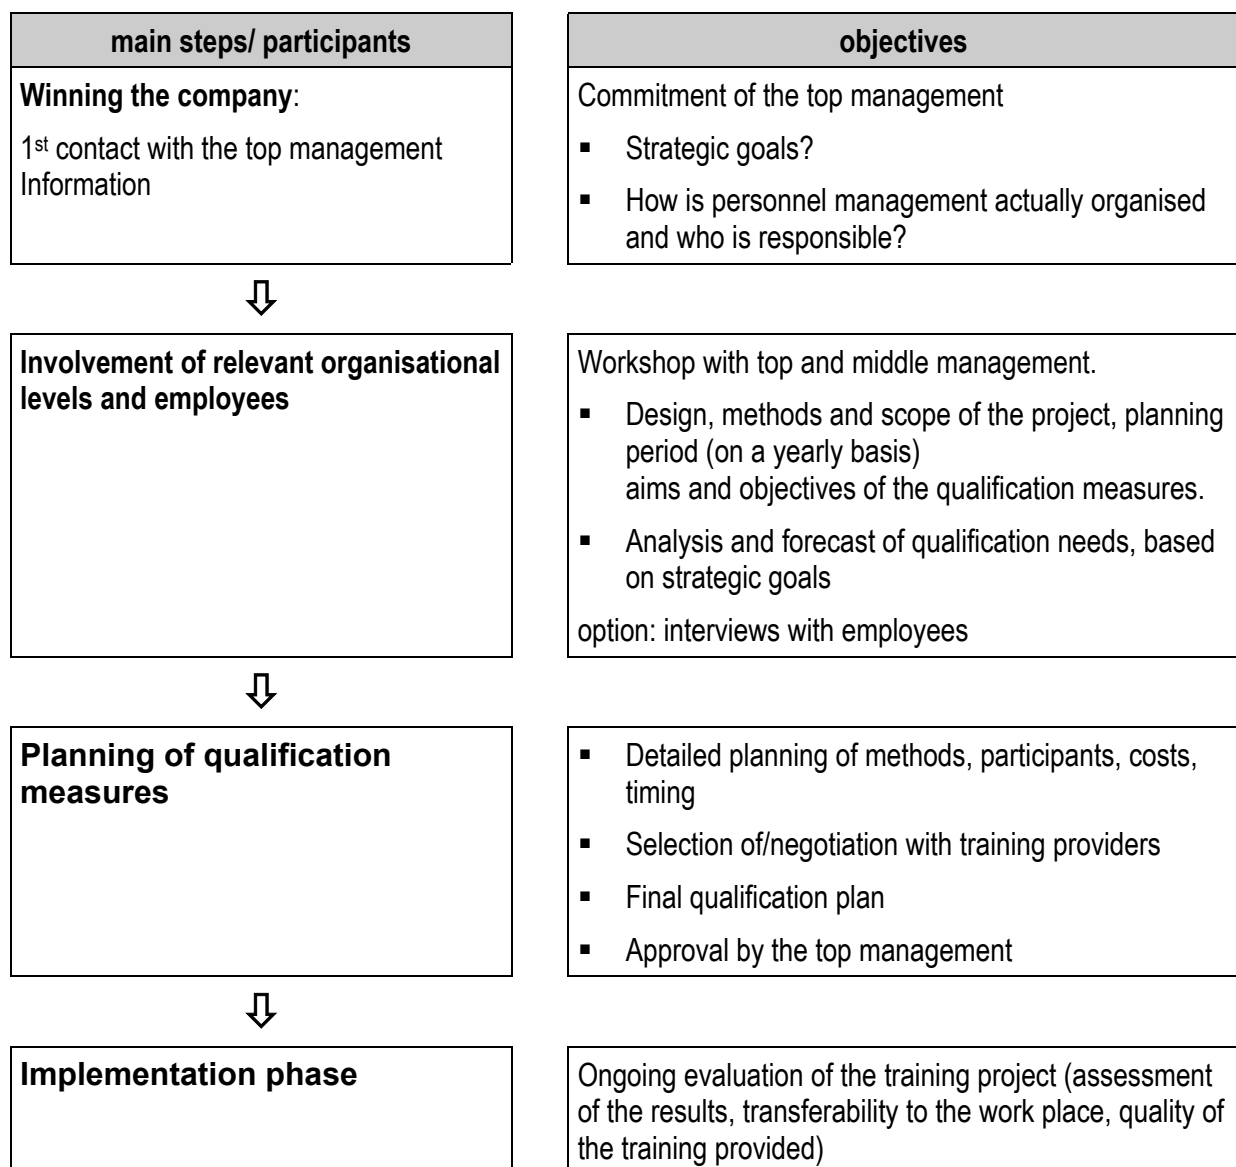 main steps/ participants
objectives
Winning the company:
1st contact with the top management
Information
Commitment of the top management
▪ Strategic goals?
▪ How is personnel management actually organised
and who is responsible?
⇩
Involvement of relevant organisational
levels and employees
Workshop with top and middle management.
▪ Design, methods and scope of the project, planning
period (on a yearly basis)
aims and objectives of the qualification measures.
▪ Analysis and forecast of qualification needs, based
on strategic goals
option: interviews with employees
⇩
Planning of qualification
measures
▪ Detailed planning of methods, participants, costs,
timing
▪ Selection of/negotiation with training providers
▪ Final qualification plan
▪ Approval by the top management
⇩
Implementation phase
Ongoing evaluation of the training project (assessment
of the results, transferability to the work place, quality of
the training provided)